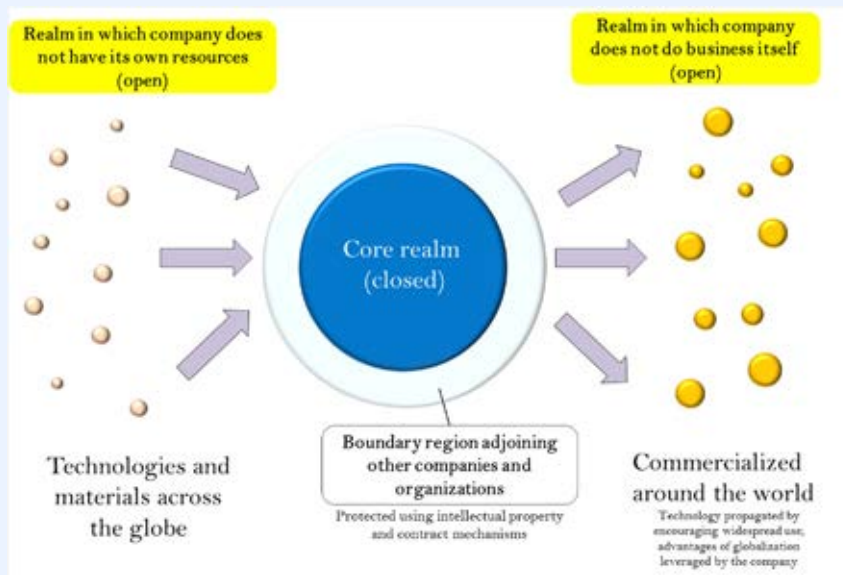 Realm in which company does
not have its own resources
(open)
Realm in which company
does not do business itself
(open)
Core realm
(closed)
Boundary region adjoining
other companies and
organizations
Protected using intellectual property
and contract mechanisms
Technologies and
materials across
the globe
Commercialized
around the world
Technology propagated by
encouraging widespread use,
advantages of globalization
leveraged by the company